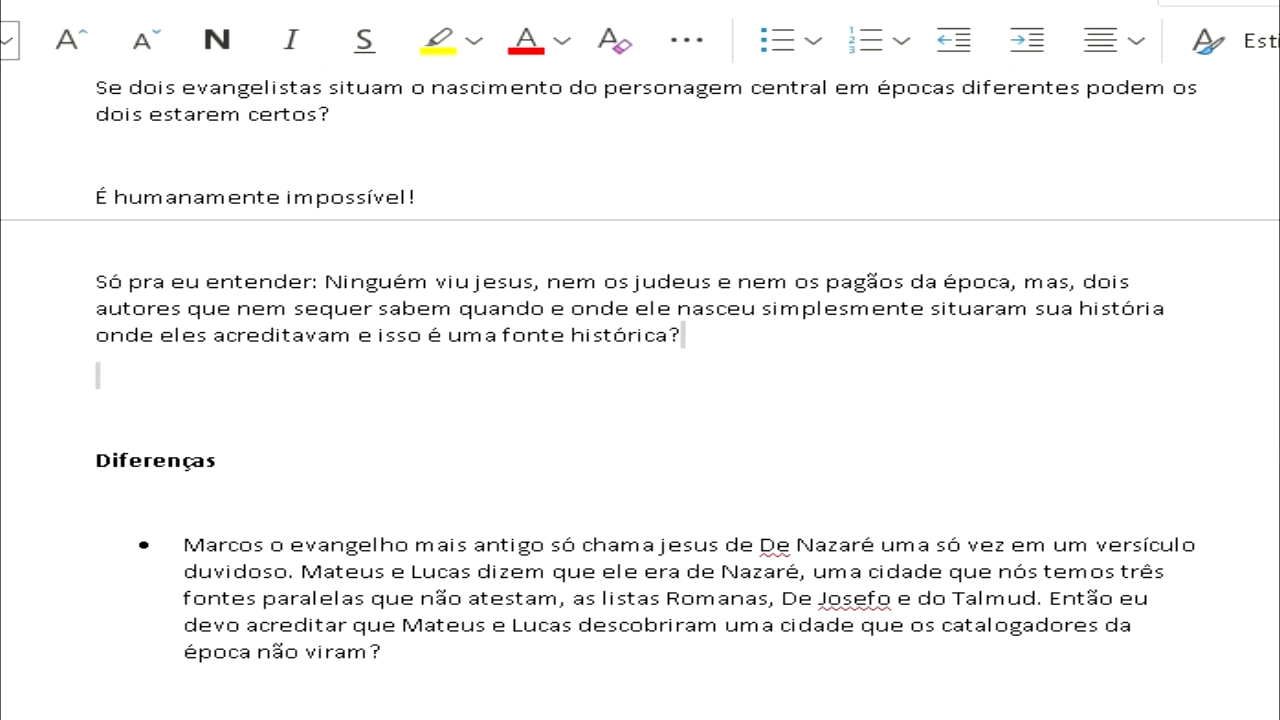 N I S A A Esti
Se dois evangelistas situam o nascimento do personagem central em épocas diferentes podem os
dois estarem certos?
É humanamente impossível!
Só pra eu entender: Ninguém viu jesus, nem os judeus e nem os pagãos da época, mas, dois
autores que nem sequer sabem quando e onde ele nasceu simplesmente situaram sua história
onde eles acreditavam e isso é uma fonte histórica?
Diferenças
• Marcos o evangelho mais antigo só chama jesus de De Nazaré uma só vez em um versículo
duvidoso. Mateus e Lucas dizem que ele era de Nazaré, uma cidade que nós temos três
fontes paralelas que não atestam, as listas Romanas, De Josefo e do Talmud. Então eu
devo acreditar que Mateus e Lucas descobriram uma cidade que os catalogadores da
época não viram?